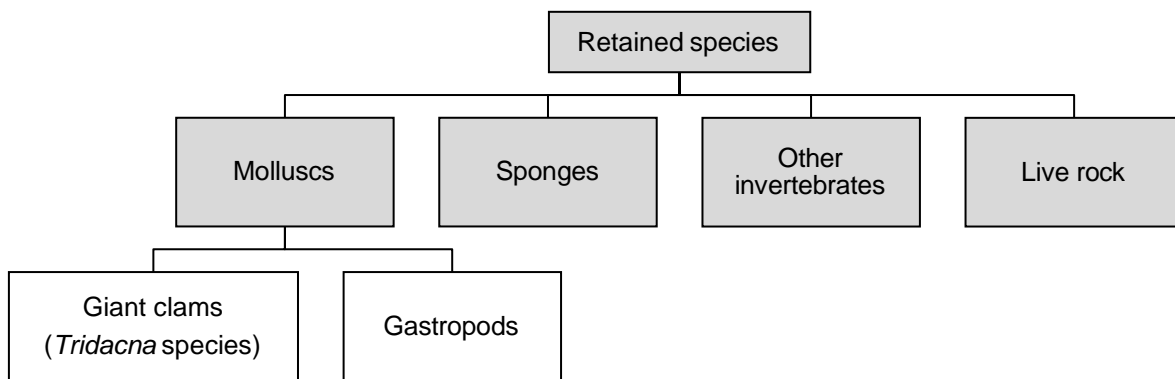 Retained species
Molluscs
Sponges
Other
invertebrates
Live rock
Giant clams
(Tridacna species)
Gastropods